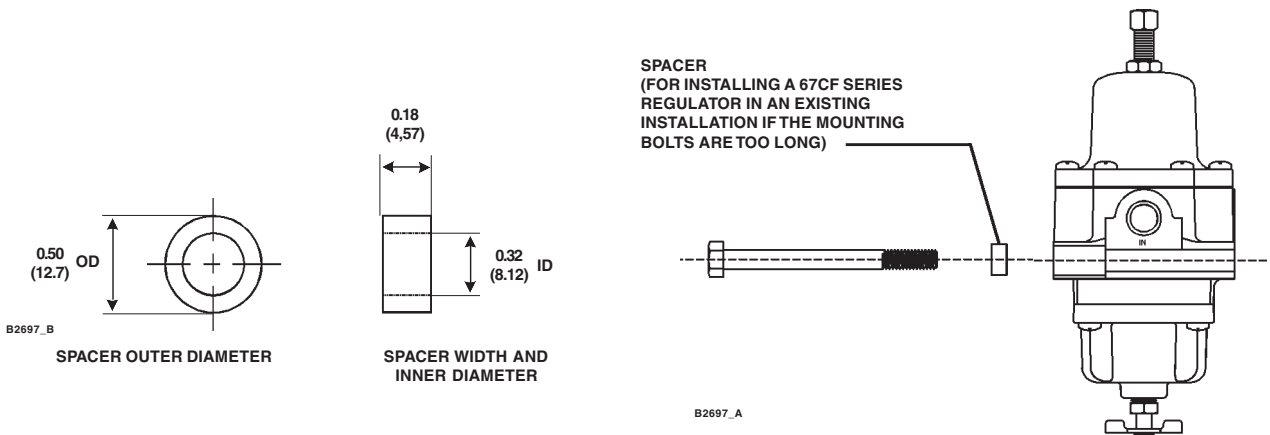 0.18
(4,57)
0.50
(12.7)
OD
0.32
(8.12)
ID
B2697_B
SPACER OUTER DIAMETER
SPACER WIDTH AND
INNER DIAMETER
SPACER
(FOR INSTALLING A 67CF SERIES
REGULATOR IN AN EXISTING
INSTALLATION IF THE MOUNTING
BOLTS ARE TOO LONG)
IN
B2697_A